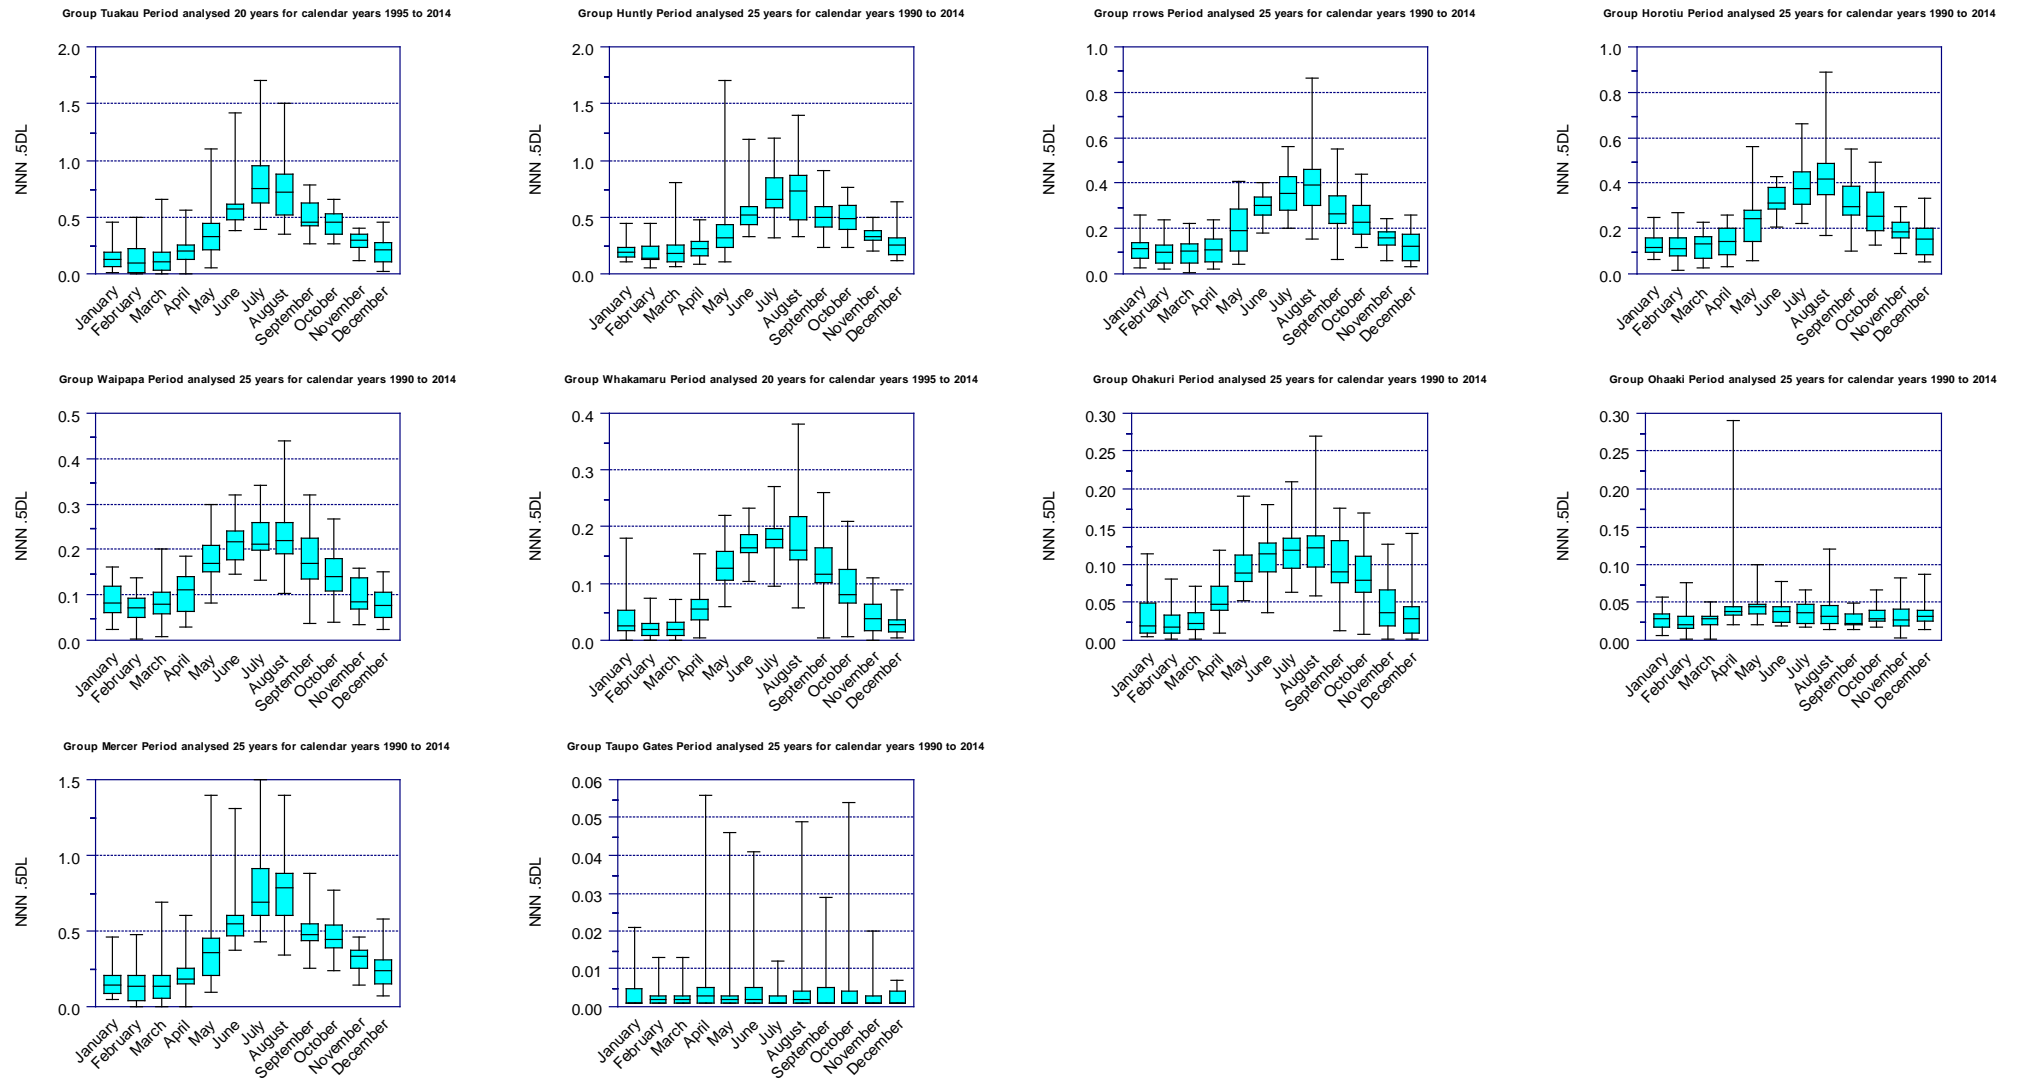 Group Tuakau Period analysed 20 years for calendar years 1995 to 2014
NNN .5DL
2.0
1.5
1.0
0.5
0.0
January
February
March
April
May
June
July
August
September
October
November
December
Group Huntly Period analysed 25 years for calendar years 1990 to 2014
NNN .5DL
2.0
1.5
1.0
0.5
0.0
January
February
March
April
May
June
July
August
September
October
November
December
Group rrows Period analysed 25 years for calendar years 1990 to 2014
NNN .5DL
1.0
0.8
0.6
0.4
0.2
0.0
January
February
March
April
May
June
July
August
September
October
November
December
Group Horotiu Period analysed 25 years for calendar years 1990 to 2014
NNN .5DL
1.0
0.8
0.6
0.4
0.2
0.0
January
February
March
April
May
June
July
August
September
October
November
December
Group Waipapa Period analysed 25 years for calendar years 1990 to 2014
NNN .5DL
0.5
0.4
0.3
0.2
0.1
0.0
January
February
March
April
May
June
July
August
September
October
November
December
Group Whakamaru Period analysed 20 years for calendar years 1995 to 2014
NNN .5DL
0.4
0.3
0.2
0.1
0.0
January
February
March
April
May
June
July
August
September
October
November
December
Group Ohakuri Period analysed 25 years for calendar years 1990 to 2014
NNN .5DL
0.30
0.25
0.20
0.15
0.10
0.05
0.00
January
February
March
April
May
June
July
August
September
October
November
December
Group Ohaaki Period analysed 25 years for calendar years 1990 to 2014
NNN .5DL
0.30
0.25
0.20
0.15
0.10
0.05
0.00
January
February
March
April
May
June
July
August
September
October
November
December
Group Mercer Period analysed 25 years for calendar years 1990 to 2014
NNN .5DL
1.5
1.0
0.5
0.0
January
February
March
April
May
June
July
August
September
October
November
December
Group Taupo Gates Period analysed 25 years for calendar years 1990 to 2014
NNN .5DL
0.06
0.05
0.04
0.03
0.02
0.01
0.00
January
February
March
April
May
June
July
August
September
October
November
December